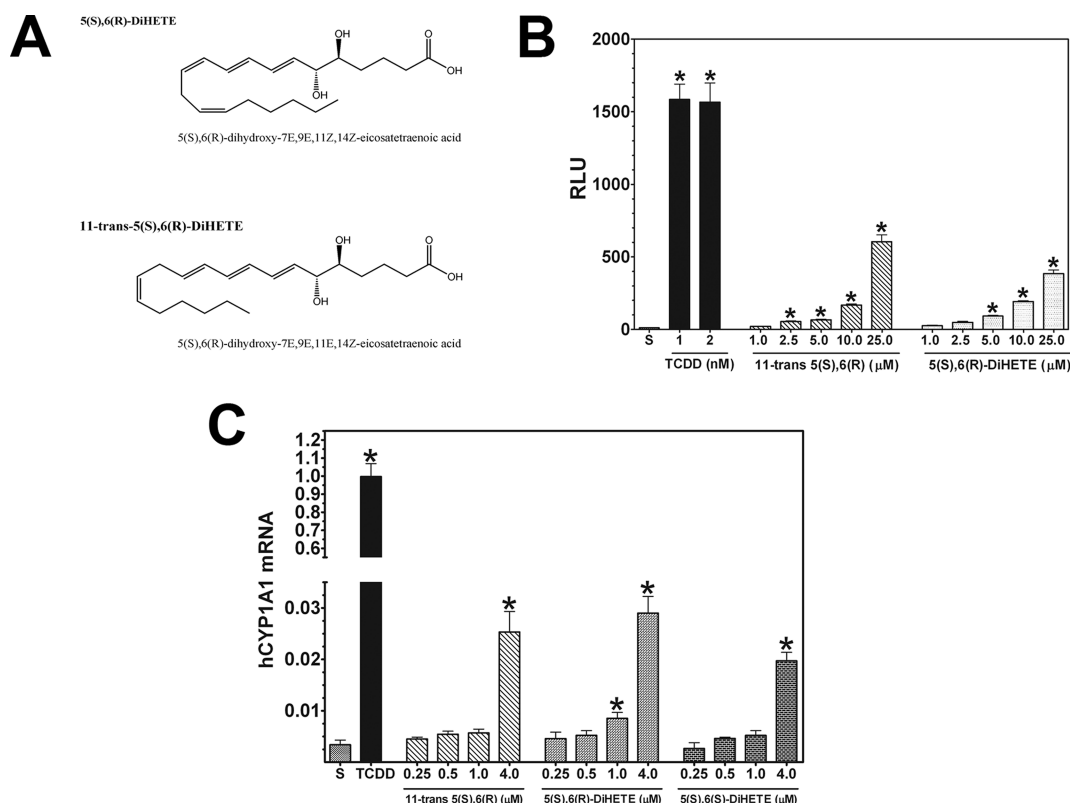 A
5(S),6(R)-DiHETE
OH
O
OH
OH
5(S),6(R)-dihydroxy-7E,9E,11Z,14Z-eicosatetraenoic acid
11-trans-5(S),6(R)-DiHETE
OH
O
OH
OH
5(S),6(R)-dihydroxy-7E,9E,11E,14Z-eicosatetraenoic acid
B
2000
1500
1000
500
0
RLU
* * * * * * * * *
S 1 2 1.0 2.5 5.0 10.0 25.0 1.0 2.5 5.0 10.0 25.0
TCDD (nM) 11-trans 5(S),6(R) (μM) 5(S),6(R)-DiHETE (μM)
C
1.2
1.1
1.0
0.9
0.8
0.7
0.6
0.03
0.02
0.01
hCYP1A1 mRNA
* * * * *
S TCDD 0.25 0.5 1.0 4.0 0.25 0.5 1.0 4.0 0.25 0.5 1.0 4.0
11-trans 5(S),6(R) (μM) 5(S),6(R)-DiHETE (μM) 5(S),6(S)-DiHETE (μM)